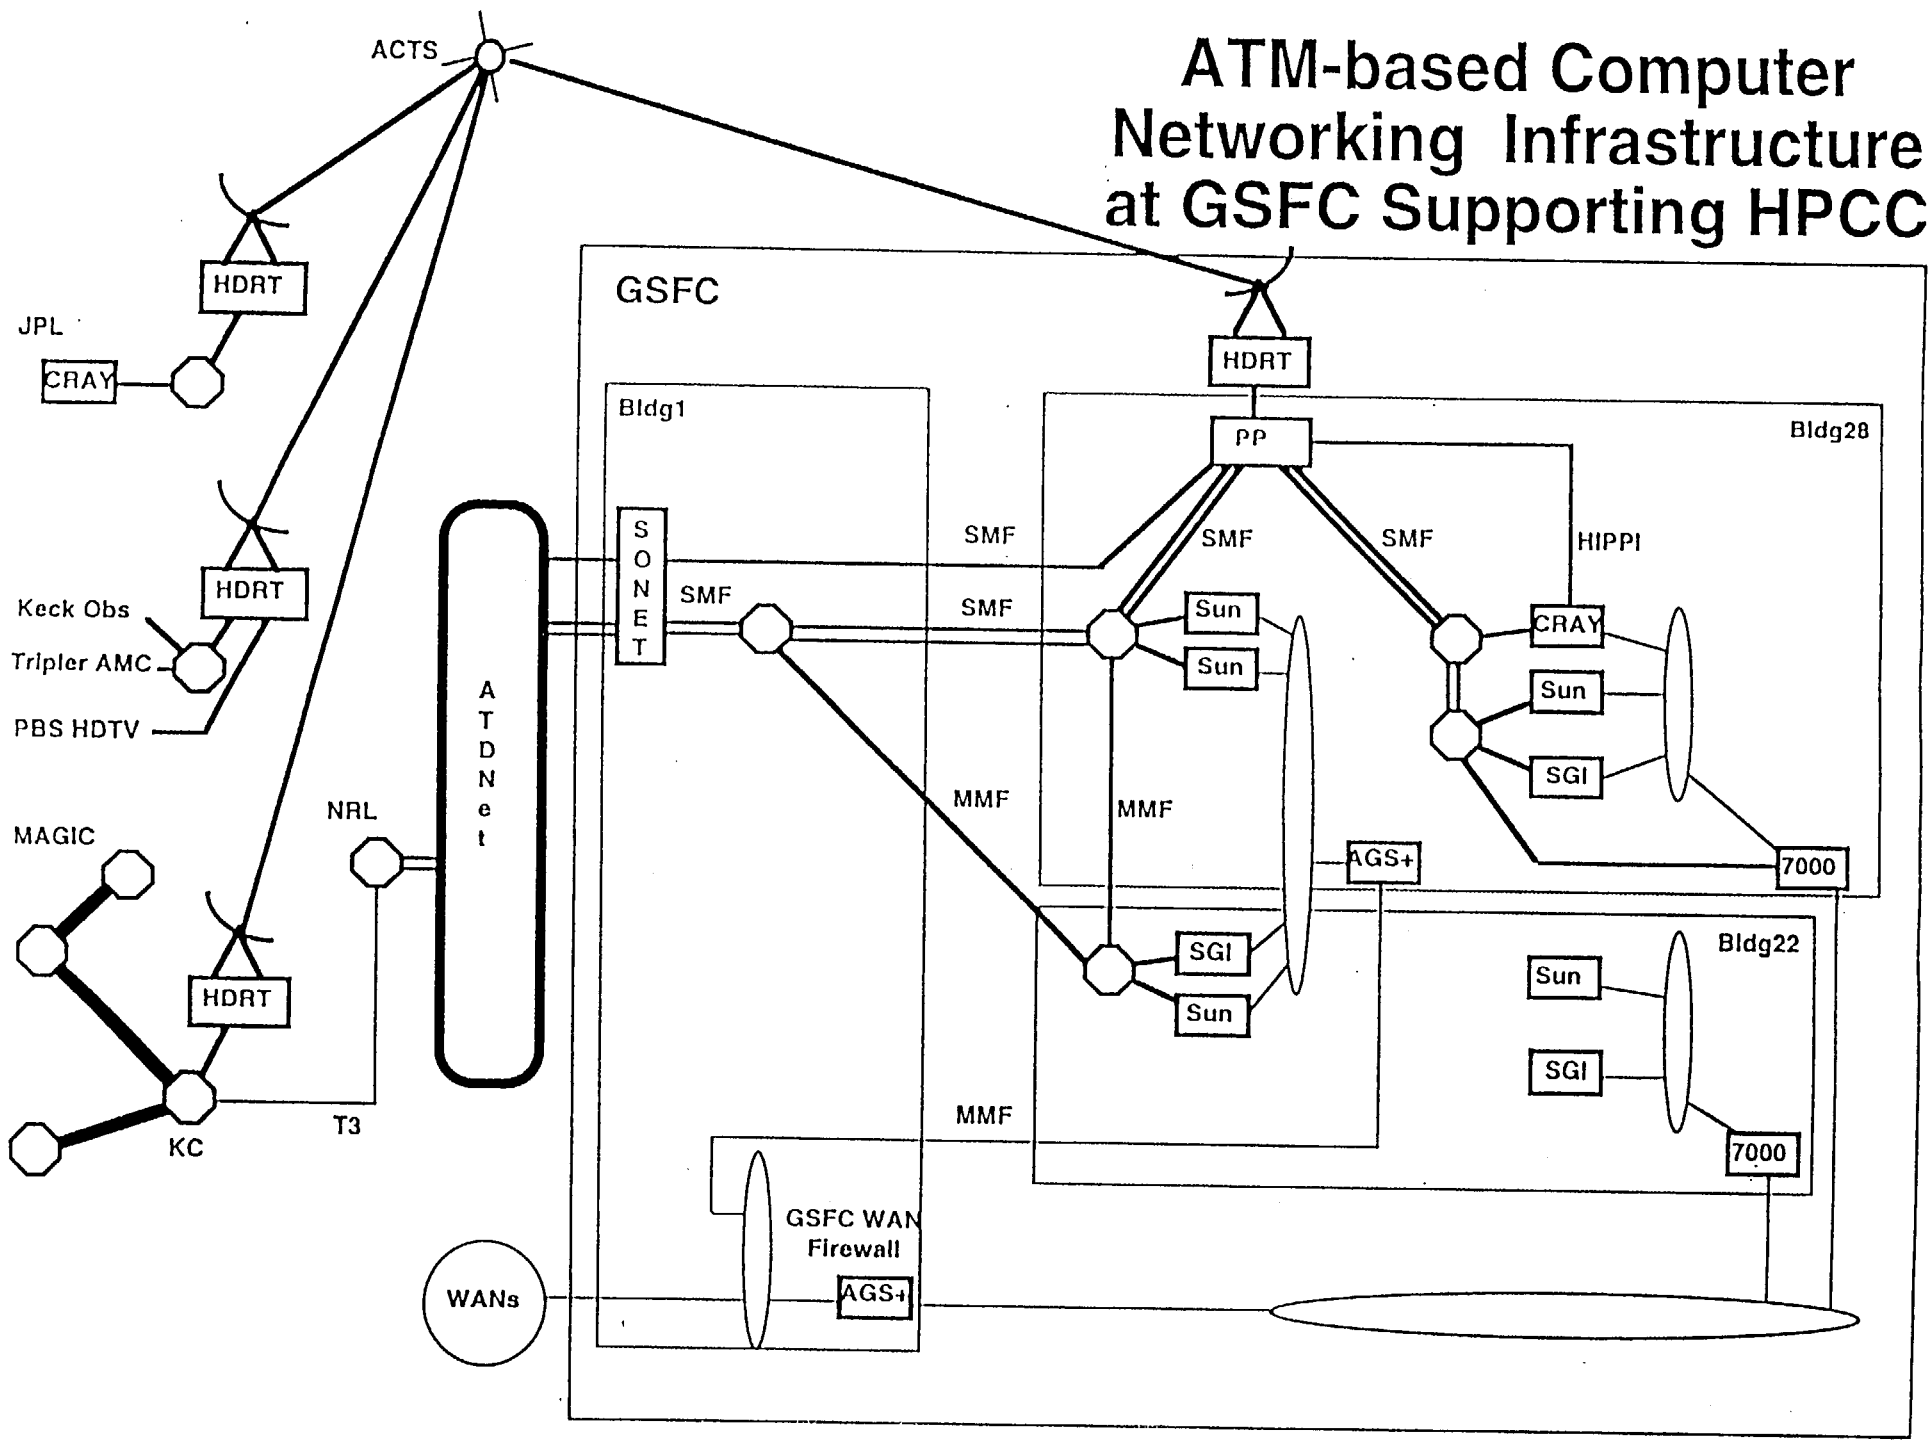 ATM-based Computer
Networking Infrastructure
at GSFC Supporting HPCC
ACTS
HDRT
JPL
CRAY
HDRT
Keck Obs
Tripler AMC
PBS HDTV
MAGIC
HDRT
KC
T3
NRL
ATDNet
WANs
GSFC
Bldg1
SONET
SMF
SMF
SMF
MMF
MMF
MMF
GSFC WAN
Firewall
AGS+
HDRT
Bldg28
PP
SMF
SMF
HIPPI
Sun
Sun
CRAY
Sun
SGI
AGS+
7000
Bldg22
SGI
Sun
Sun
SGI
7000